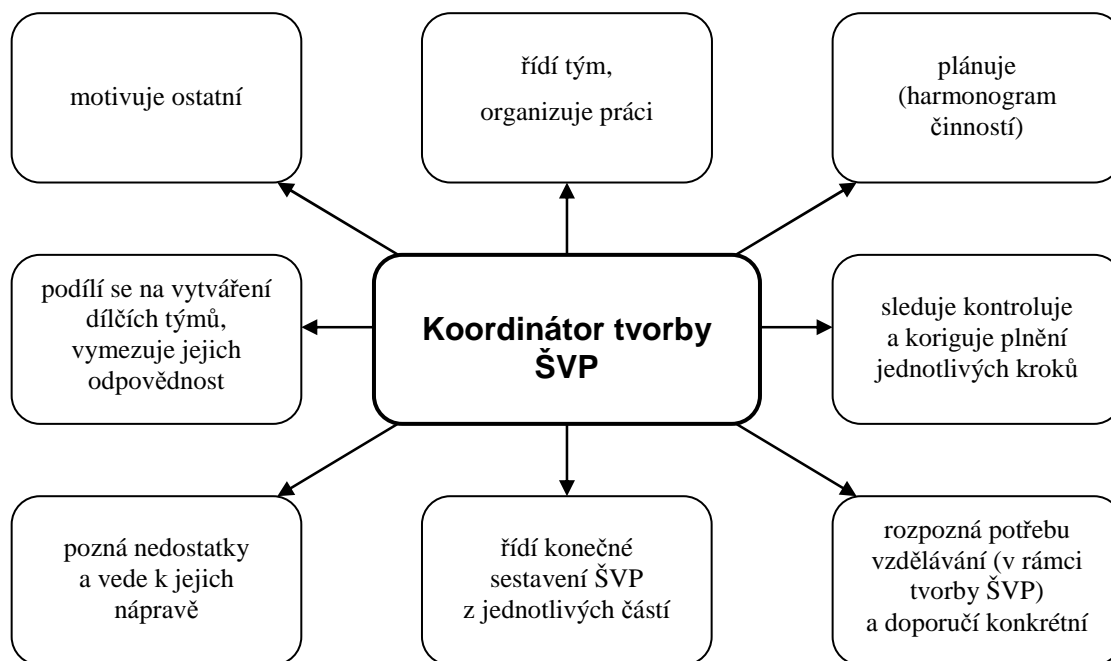 motivuje ostatní
řídí tým,
organizuje práci
plánuje
(harmonogram
činností)
podílí se na vytváření
dílčích týmů,
vymezuje jejich
odpovědnost
Koordinátor tvorby
ŠVP
sleduje kontroluje
a koriguje plnění
jednotlivých kroků
pozná nedostatky
a vede k jejich
nápravě
řídí konečné
sestavení ŠVP
z jednotlivých částí
rozpozná potřebu
vzdělávání (v rámci
tvorby ŠVP)
a doporučí konkrétní